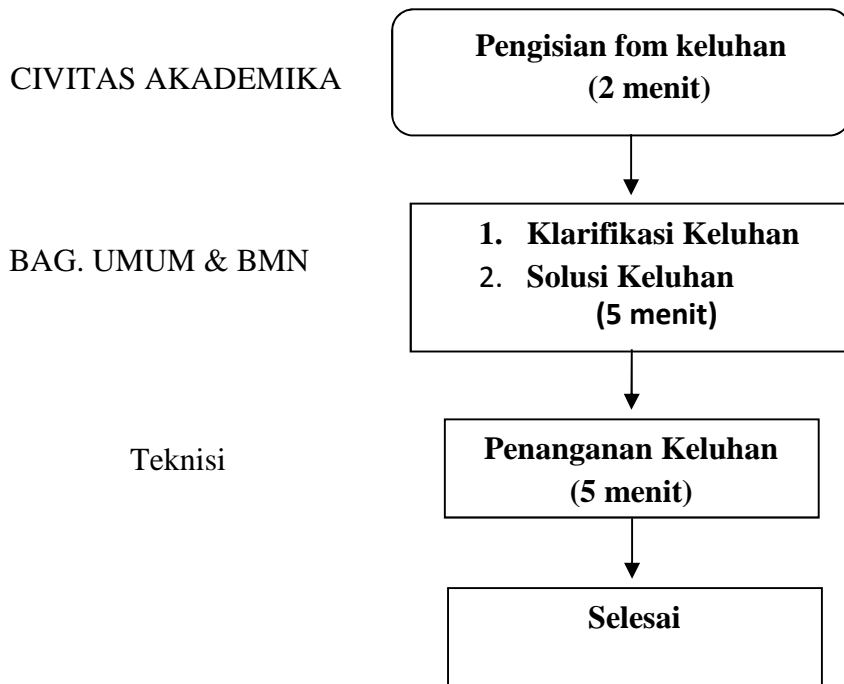 Pengisian fom keluhan
CIVITAS AKADEMIKA
(2 menit)
1. Klarifikasi Keluhan
BAG. UMUM & BMN
2. Solusi Keluhan
(5 menit)
Teknisi
Penanganan Keluhan
(5 menit)
Selesai